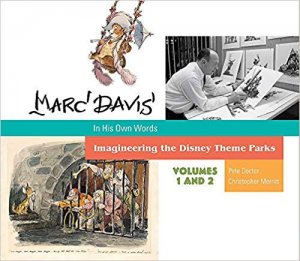 MARC DAVIS
In His Own Words
Imagineering the Disney Theme Parks
VOLUMES
1 AND 2
Pete Docter
Christopher Merritt